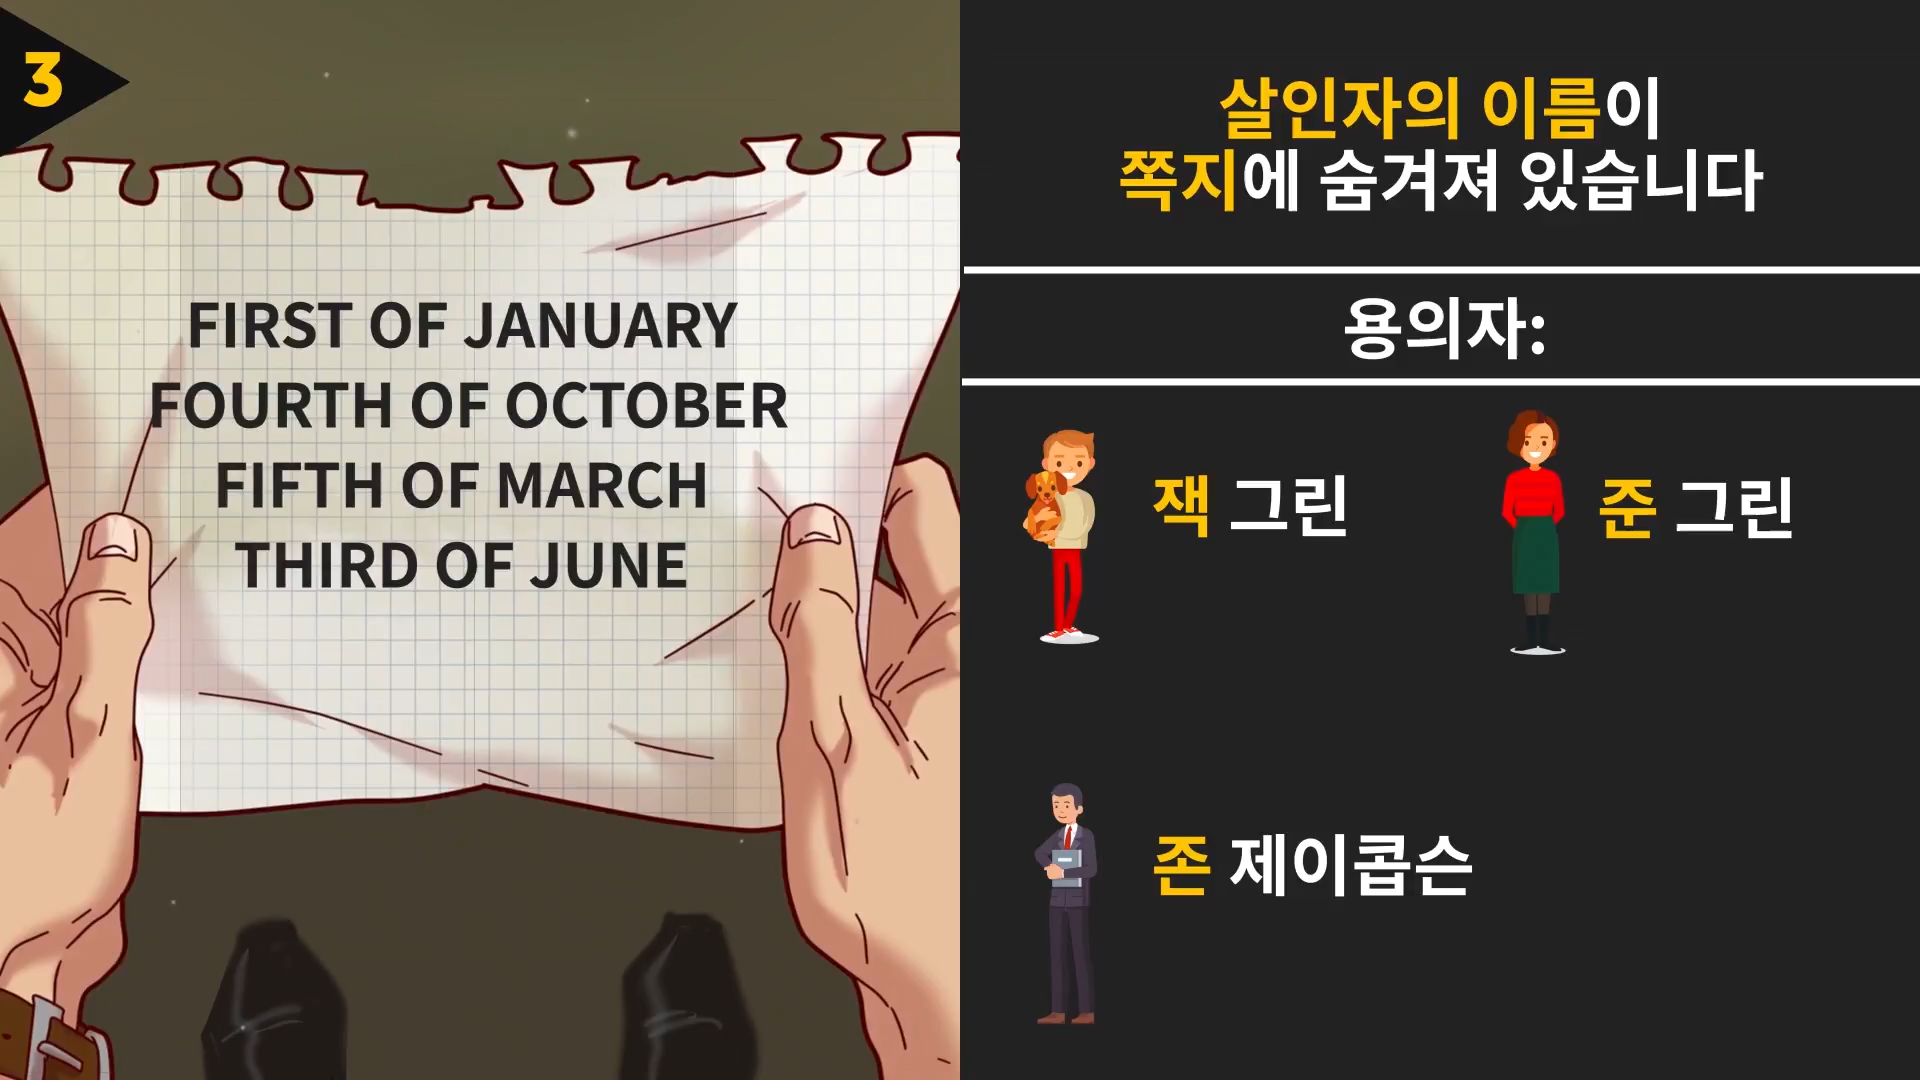 3
FIRST OF JANUARY
FOURTH OF OCTOBER
FIFTH OF MARCH
THIRD OF JUNE
살인자의 이름이
쪽지에 숨겨져 있습니다
용의자:
잭 그린
준 그린
존 제이콥슨